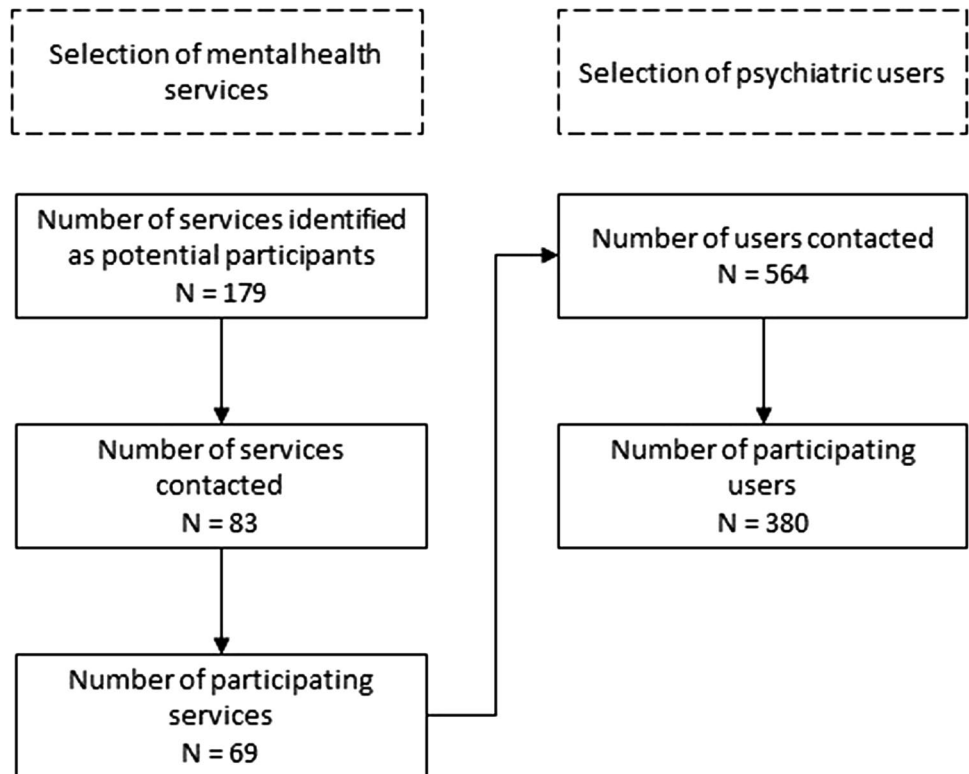 Selection of mental health
services
Number of services identified
as potential participants
N = 179
Number of services
contacted
N = 83
Number of participating
services
N = 69
Selection of psychiatric users
Number of users contacted
N = 564
Number of participating
users
N = 380